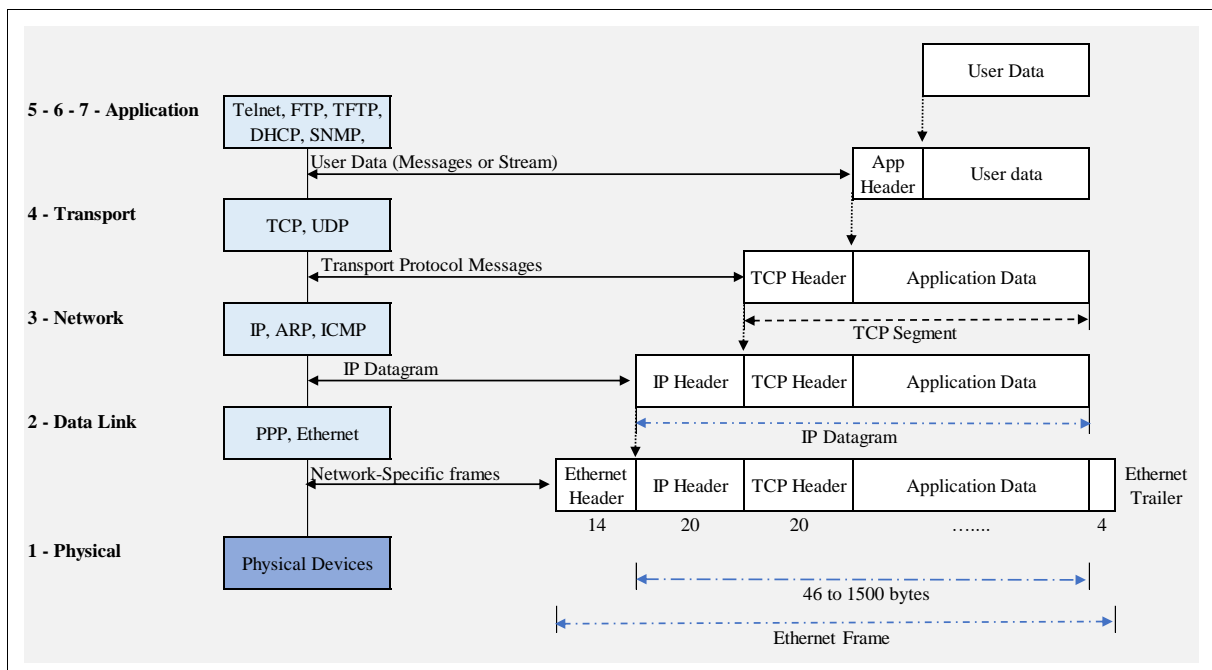 User Data
5 - 6 - 7 - Application
Telnet, FTP, TFTP,
DHCP, SNMP,
User Data (Messages or Stream)
App
Header
User data
4 - Transport
TCP, UDP
Transport Protocol Messages
TCP Header
Application Data
3 - Network
IP, ARP, ICMP
TCP Segment
IP Datagram
IP Header
TCP Header
Application Data
2 - Data Link
PPP, Ethernet
IP Datagram
Network-Specific frames
Ethernet
Header
IP Header
TCP Header
Application Data
Ethernet
Trailer
14
20
20
…....
4
1 - Physical
Physical Devices
46 to 1500 bytes
Ethernet Frame